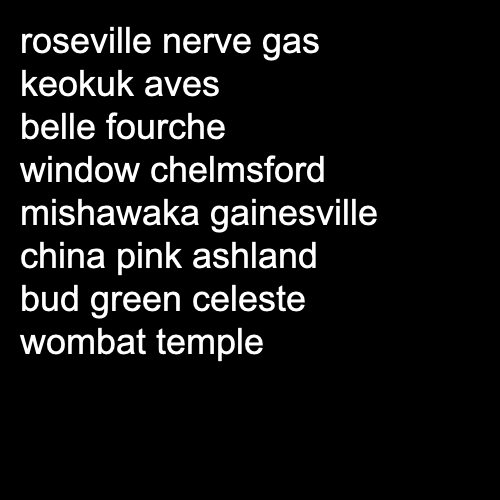 roseville nerve gas
keokuk aves
belle fourche
window chelmsford
mishawaka gainesville
china pink ashland
bud green celeste
wombat temple